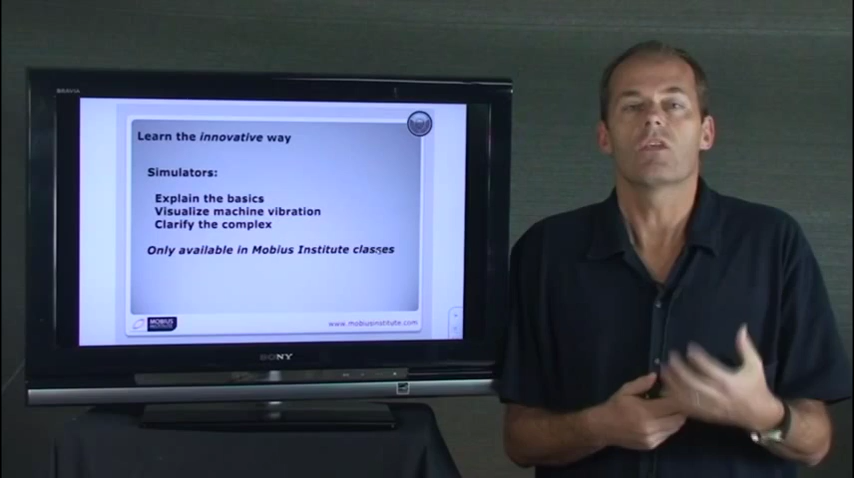 BRAVIA
Learn the innovative way
Simulators:
Explain the basics
Visualize machine vibration
Clarify the complex
Only available in Mobius Institute classes
MOBIUS
INSTITUTE
www.mobiusinstitute.com
SONY